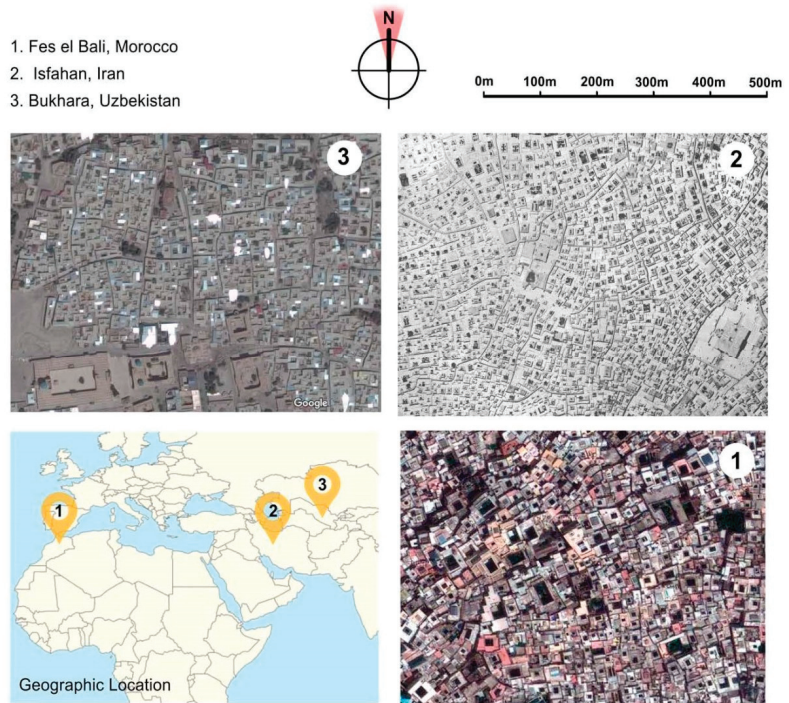 N
1. Fes el Bali, Morocco
2. Isfahan, Iran
3. Bukhara, Uzbekistan
0m 100m 200m 300m 400m 500m
3
2
Google
1
1
2
3
Geographic Location